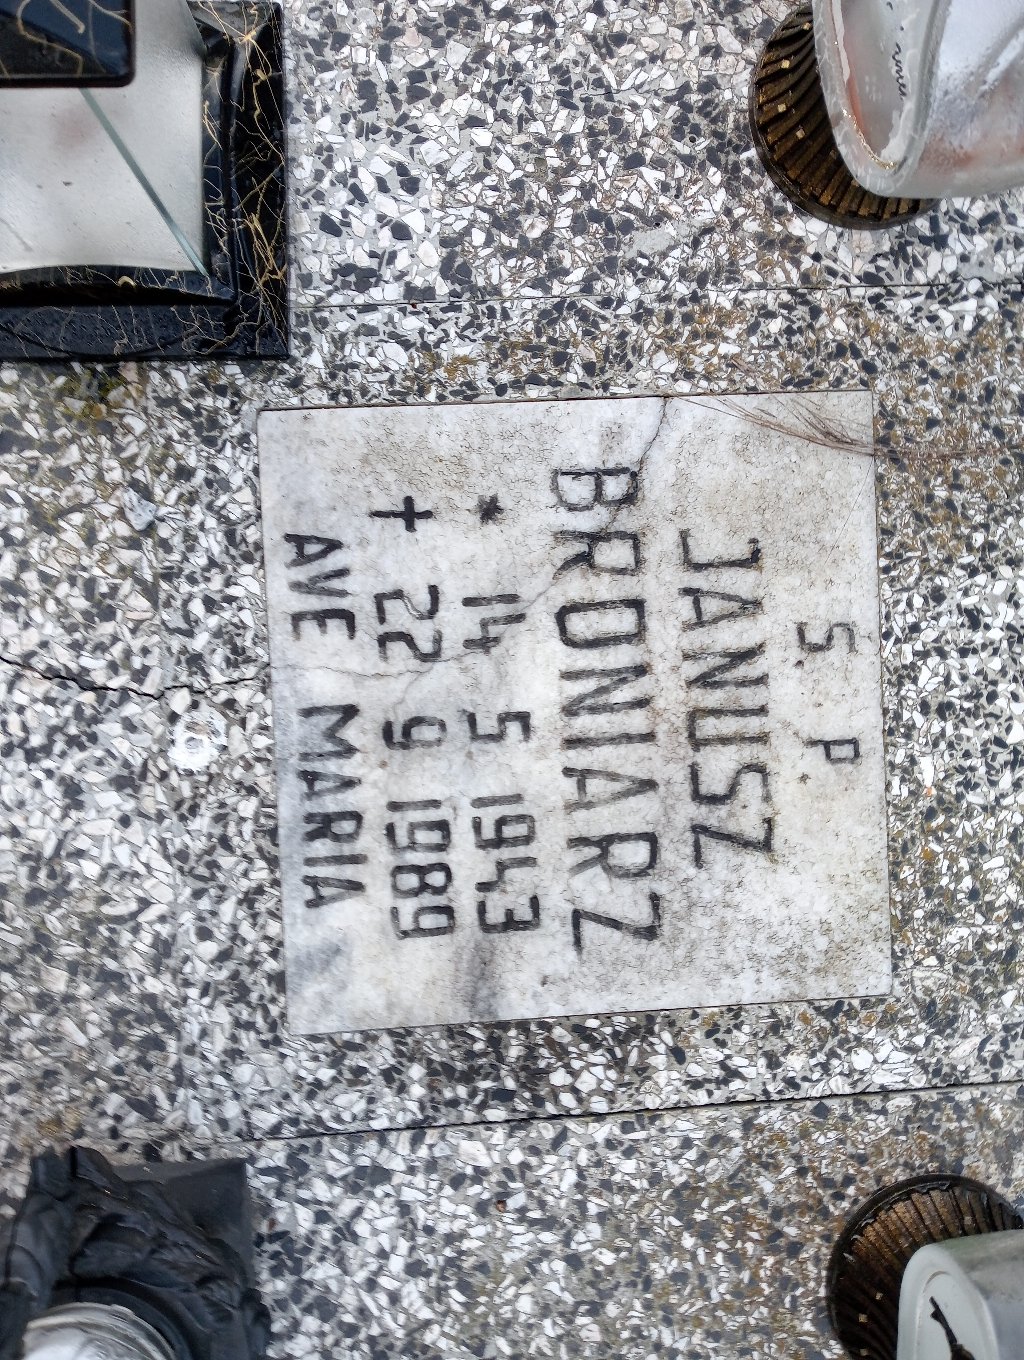 S. P.
JANUSZ
BRONIARZ
* 14 5 1943
✝ 22 9 1989
AVE MARIA